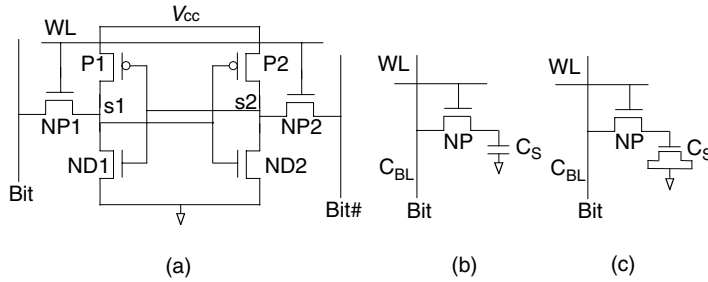 Vcc
WL
P1
P2
s1
s2
NP1
NP2
ND1
ND2
Bit
Bit#
(a)
WL
NP
CS
CBL
Bit
(b)
WL
NP
CS
CBL
Bit
(c)